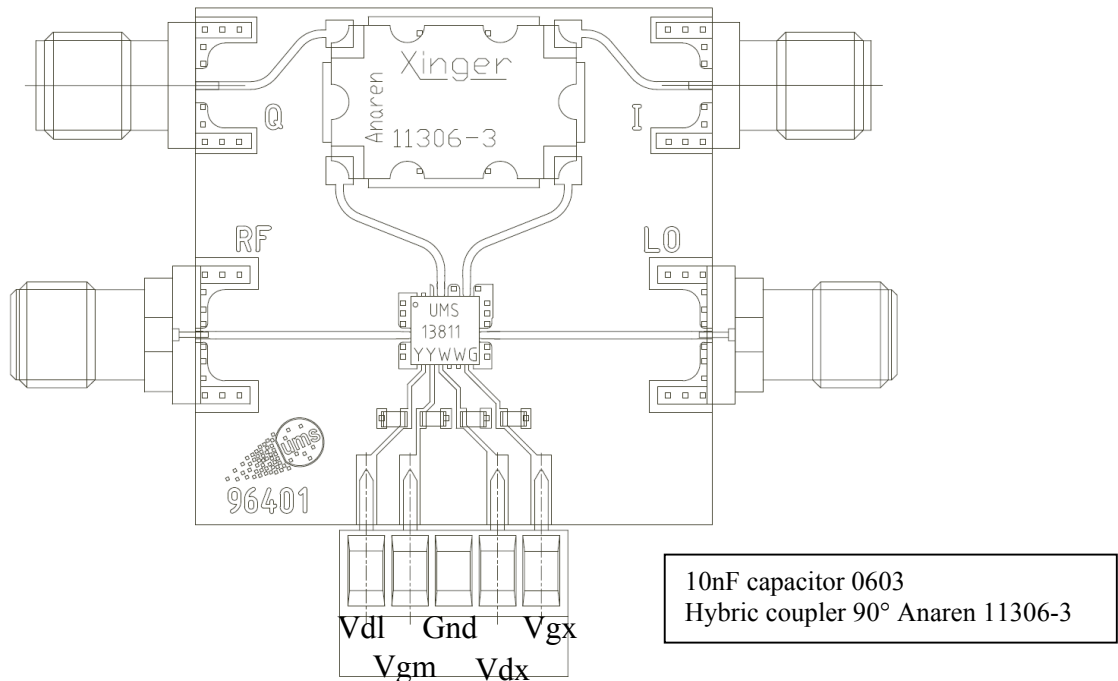 Xinger
Anaren
11306-3
Q
I
RF
LO
UMS
13811
YYWWG
ums
96401
Vdl
Gnd
Vgx
Vgm
Vdx
10nF capacitor 0603
Hybric coupler 90° Anaren 11306-3